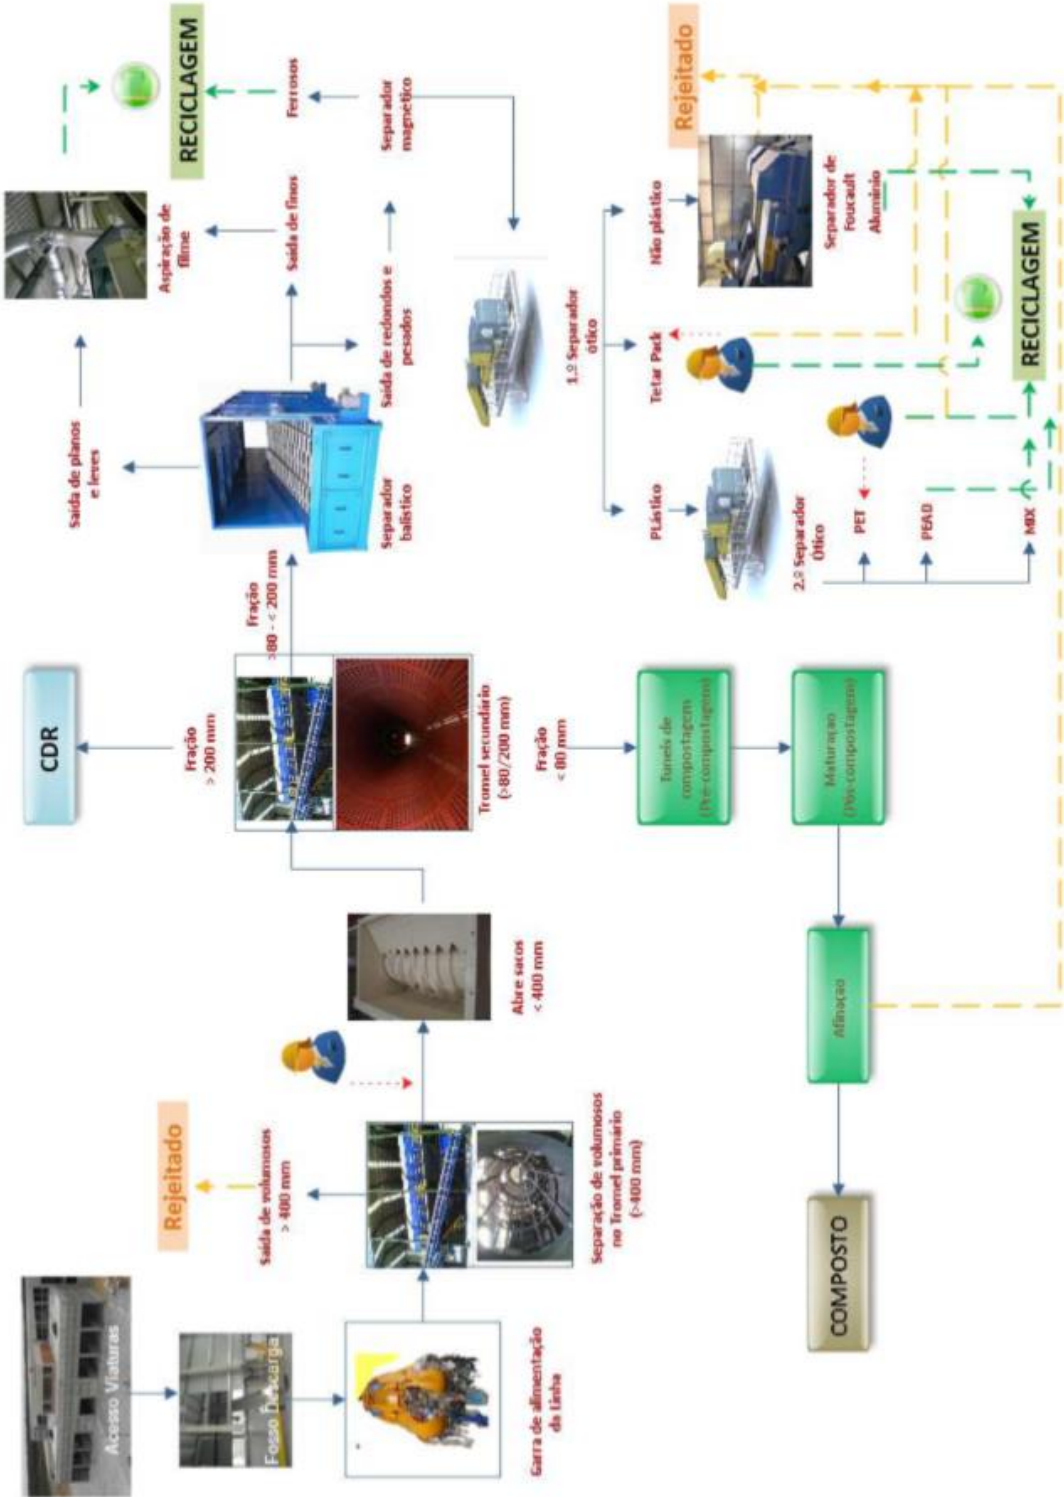 Acesso Viaturas
Fosso Descarga
Garra de alimentação
da Linha
Rejeitado
Saída de volumosos
> 400 mm
Separação de volumosos
no Tromel primário
(>400 mm)
Abre sacos
< 400 mm
CDR
Fração
> 200 mm
Tromel secundário
(>80/200 mm)
Fração
< 80 mm
Tuneis de
compostagem
(Pré-compostagem)
Maturação
(Pós-compostagem)
Afinação
COMPOSTO
Fração
>80 - < 200 mm
Separador
balístico
Saída de planos
e leves
Aspiração de
filme
Saída de finos
Saída de redondos e
pesados
Separador
magnético
Ferrosos
RECICLAGEM
1.º Separador
ótico
PLástico
Tetar Pack
Não plástico
2.º Separador
Ótico
PET
PEAD
MIX
Separador de
Foucault
Alumínio
Rejeitado
RECICLAGEM